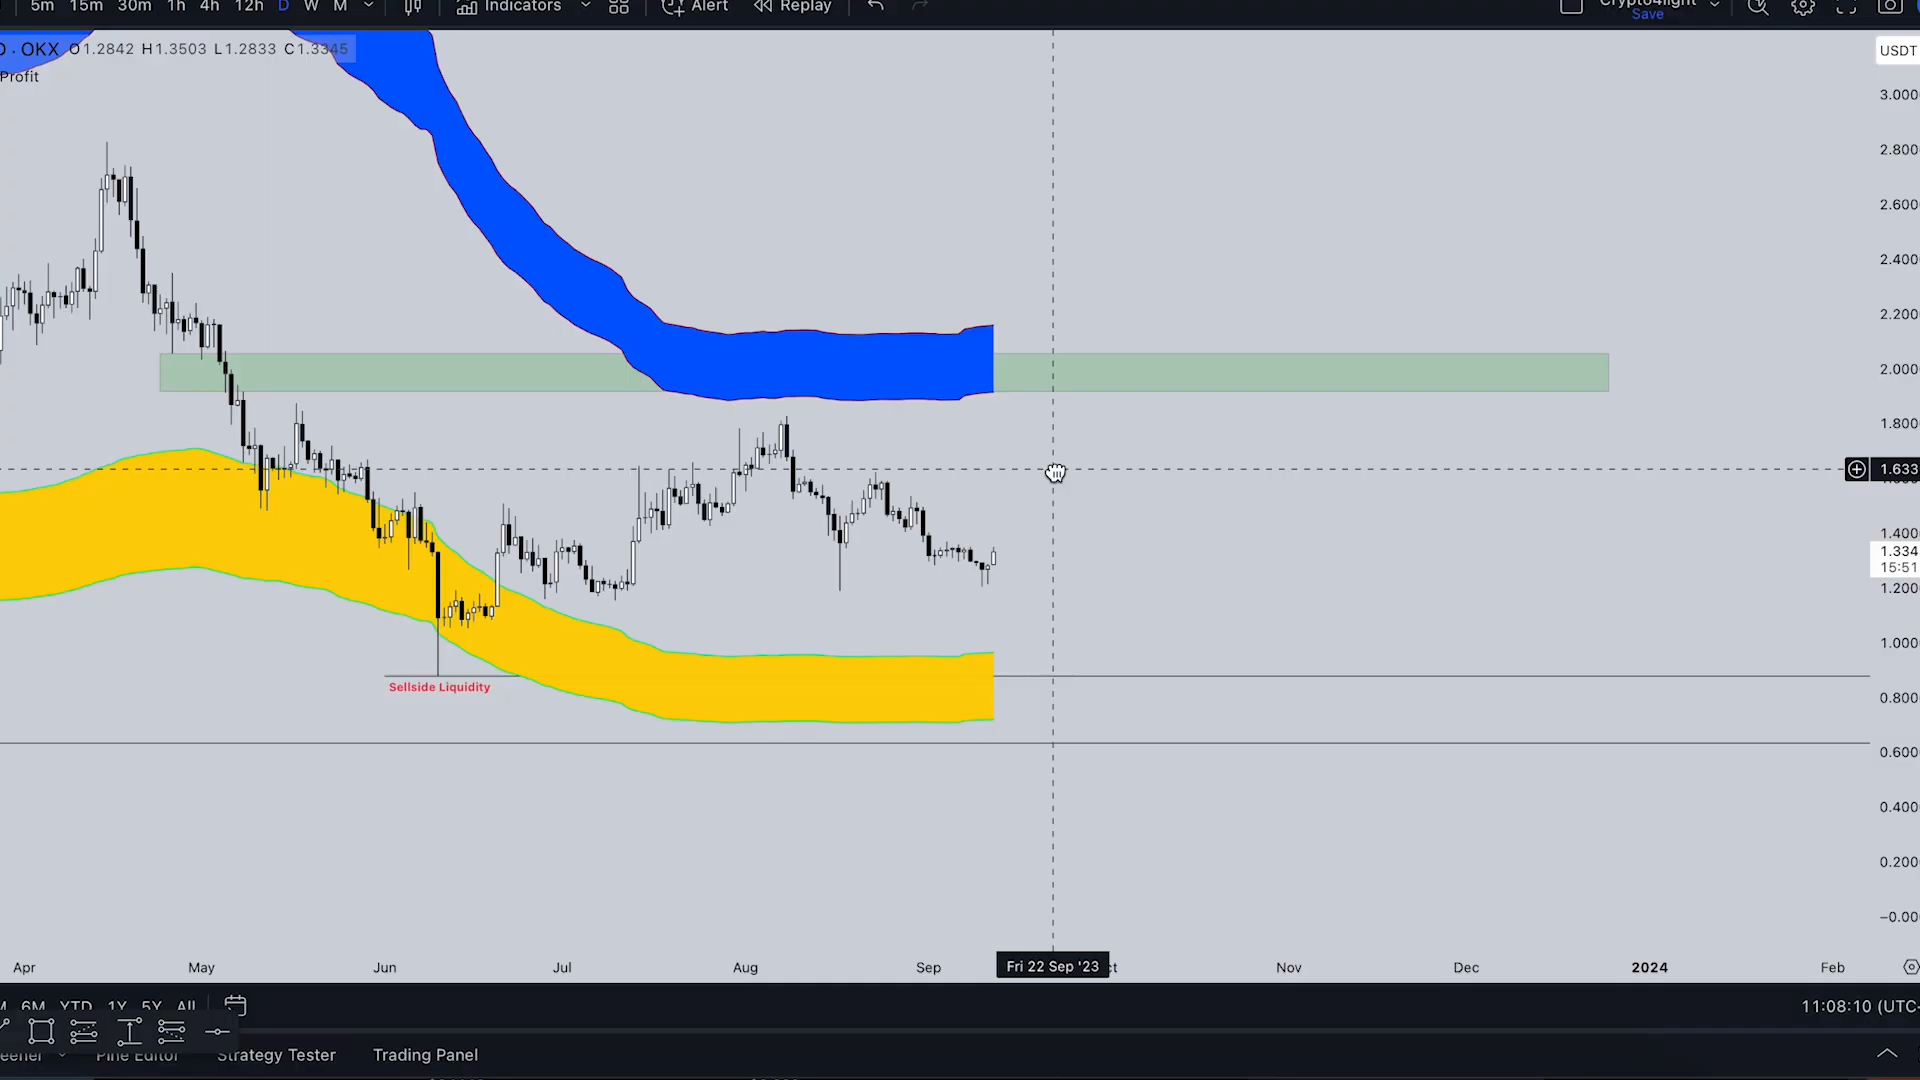 5m 15m 30m 1h 4h 12h D W M Indicators Alert Replay
Save
· OKX O1.2842 H1.3503 L1.2833 C1.3345
Profit
USDT
3.000
2.800
2.600
2.400
2.200
2.000
1.800
1.633
1.400
1.334
15:51
1.200
1.000
0.800
0.600
0.400
0.200
−0.00
Sellside Liquidity
Apr May Jun Jul Aug Sep Fri 22 Sep '23 Nov Dec 2024 Feb
6M YTD 1Y 5Y All
11:08:10 (UTC-
Pine Editor Strategy Tester Trading Panel